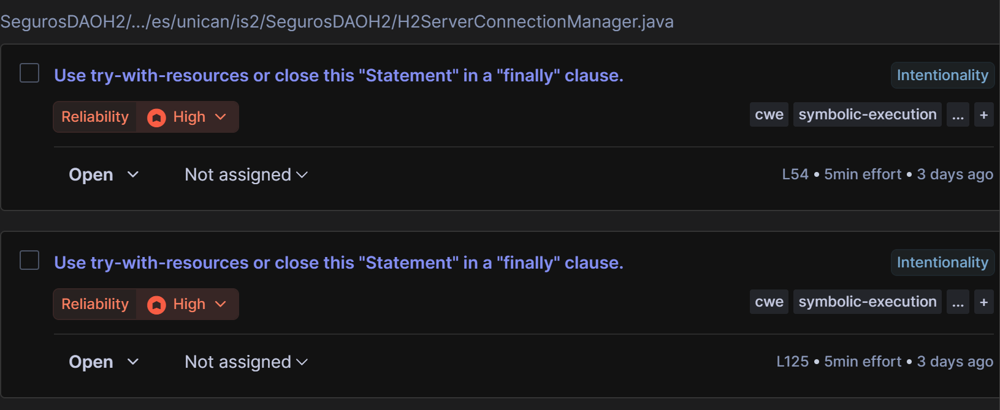 SegurosDAOH2/.../es/unican/is2/SegurosDAOH2/H2ServerConnectionManager.java
Use try-with-resources or close this "Statement" in a "finally" clause.
Intentionality
Reliability High
cwe symbolic-execution ... +
Open Not assigned
L54 • 5min effort • 3 days ago
Use try-with-resources or close this "Statement" in a "finally" clause.
Intentionality
Reliability High
cwe symbolic-execution ... +
Open Not assigned
L125 • 5min effort • 3 days ago